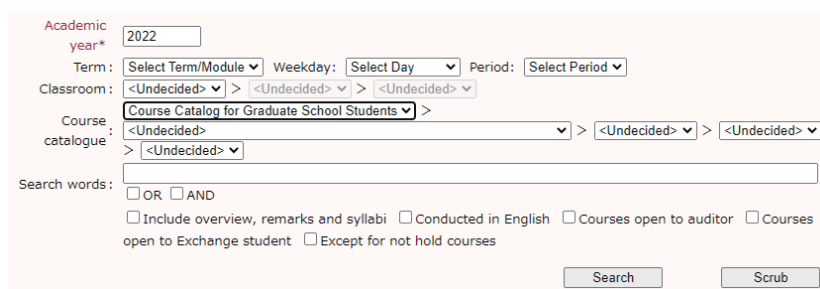 Academic year* 2022
Term: Select Term/Module Weekday: Select Day Period: Select Period
Classroom: <Undecided> > <Undecided> > <Undecided>
Course catalogue: Course Catalog for Graduate School Students >
<Undecided> > <Undecided> > <Undecided>
> <Undecided>
Search words:
OR AND
Include overview, remarks and syllabi Conducted in English Courses open to auditor Courses
open to Exchange student Except for not hold courses
Search Scrub